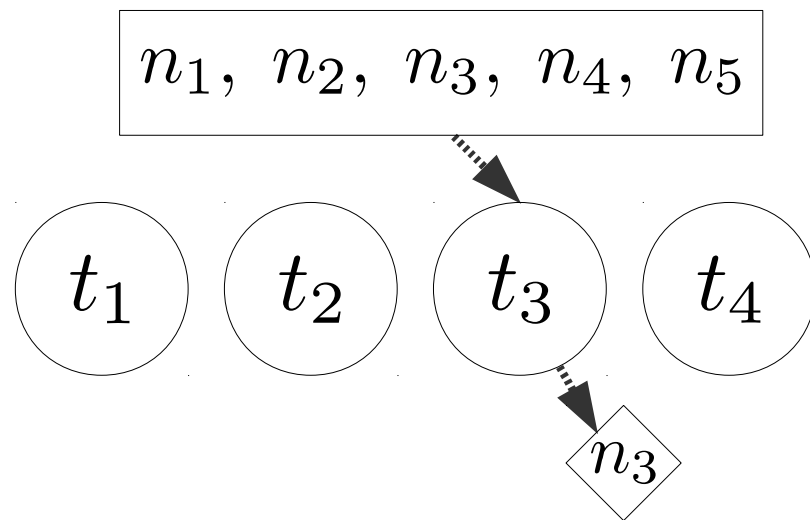 n₁, n₂, n₃, n₄, n₅
t₁ t₂ t₃ t₄
n₃